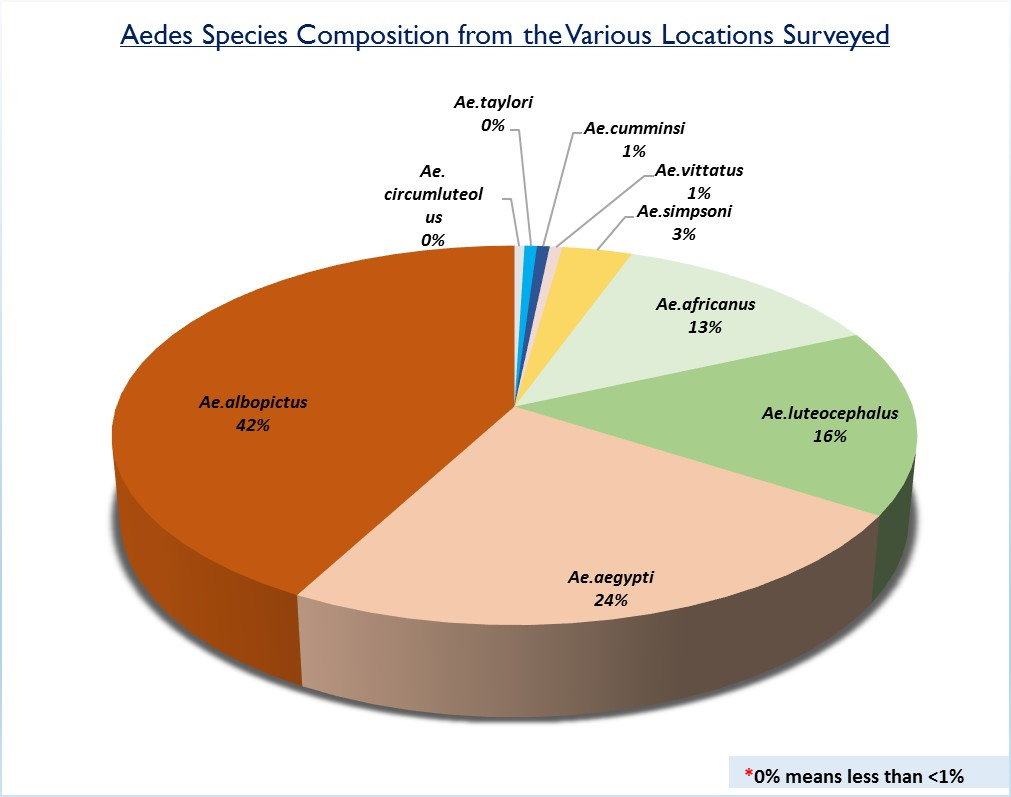 Aedes Species Composition from the Various Locations Surveyed
Ae.taylori
0%
Ae.cumminsi
1%
Ae.
circumluteol
us
0%
Ae.vittatus
1%
Ae.simpsoni
3%
Ae.africanus
13%
Ae.luteocephalus
16%
Ae.albopictus
42%
Ae.aegypti
24%
*0% means less than <1%